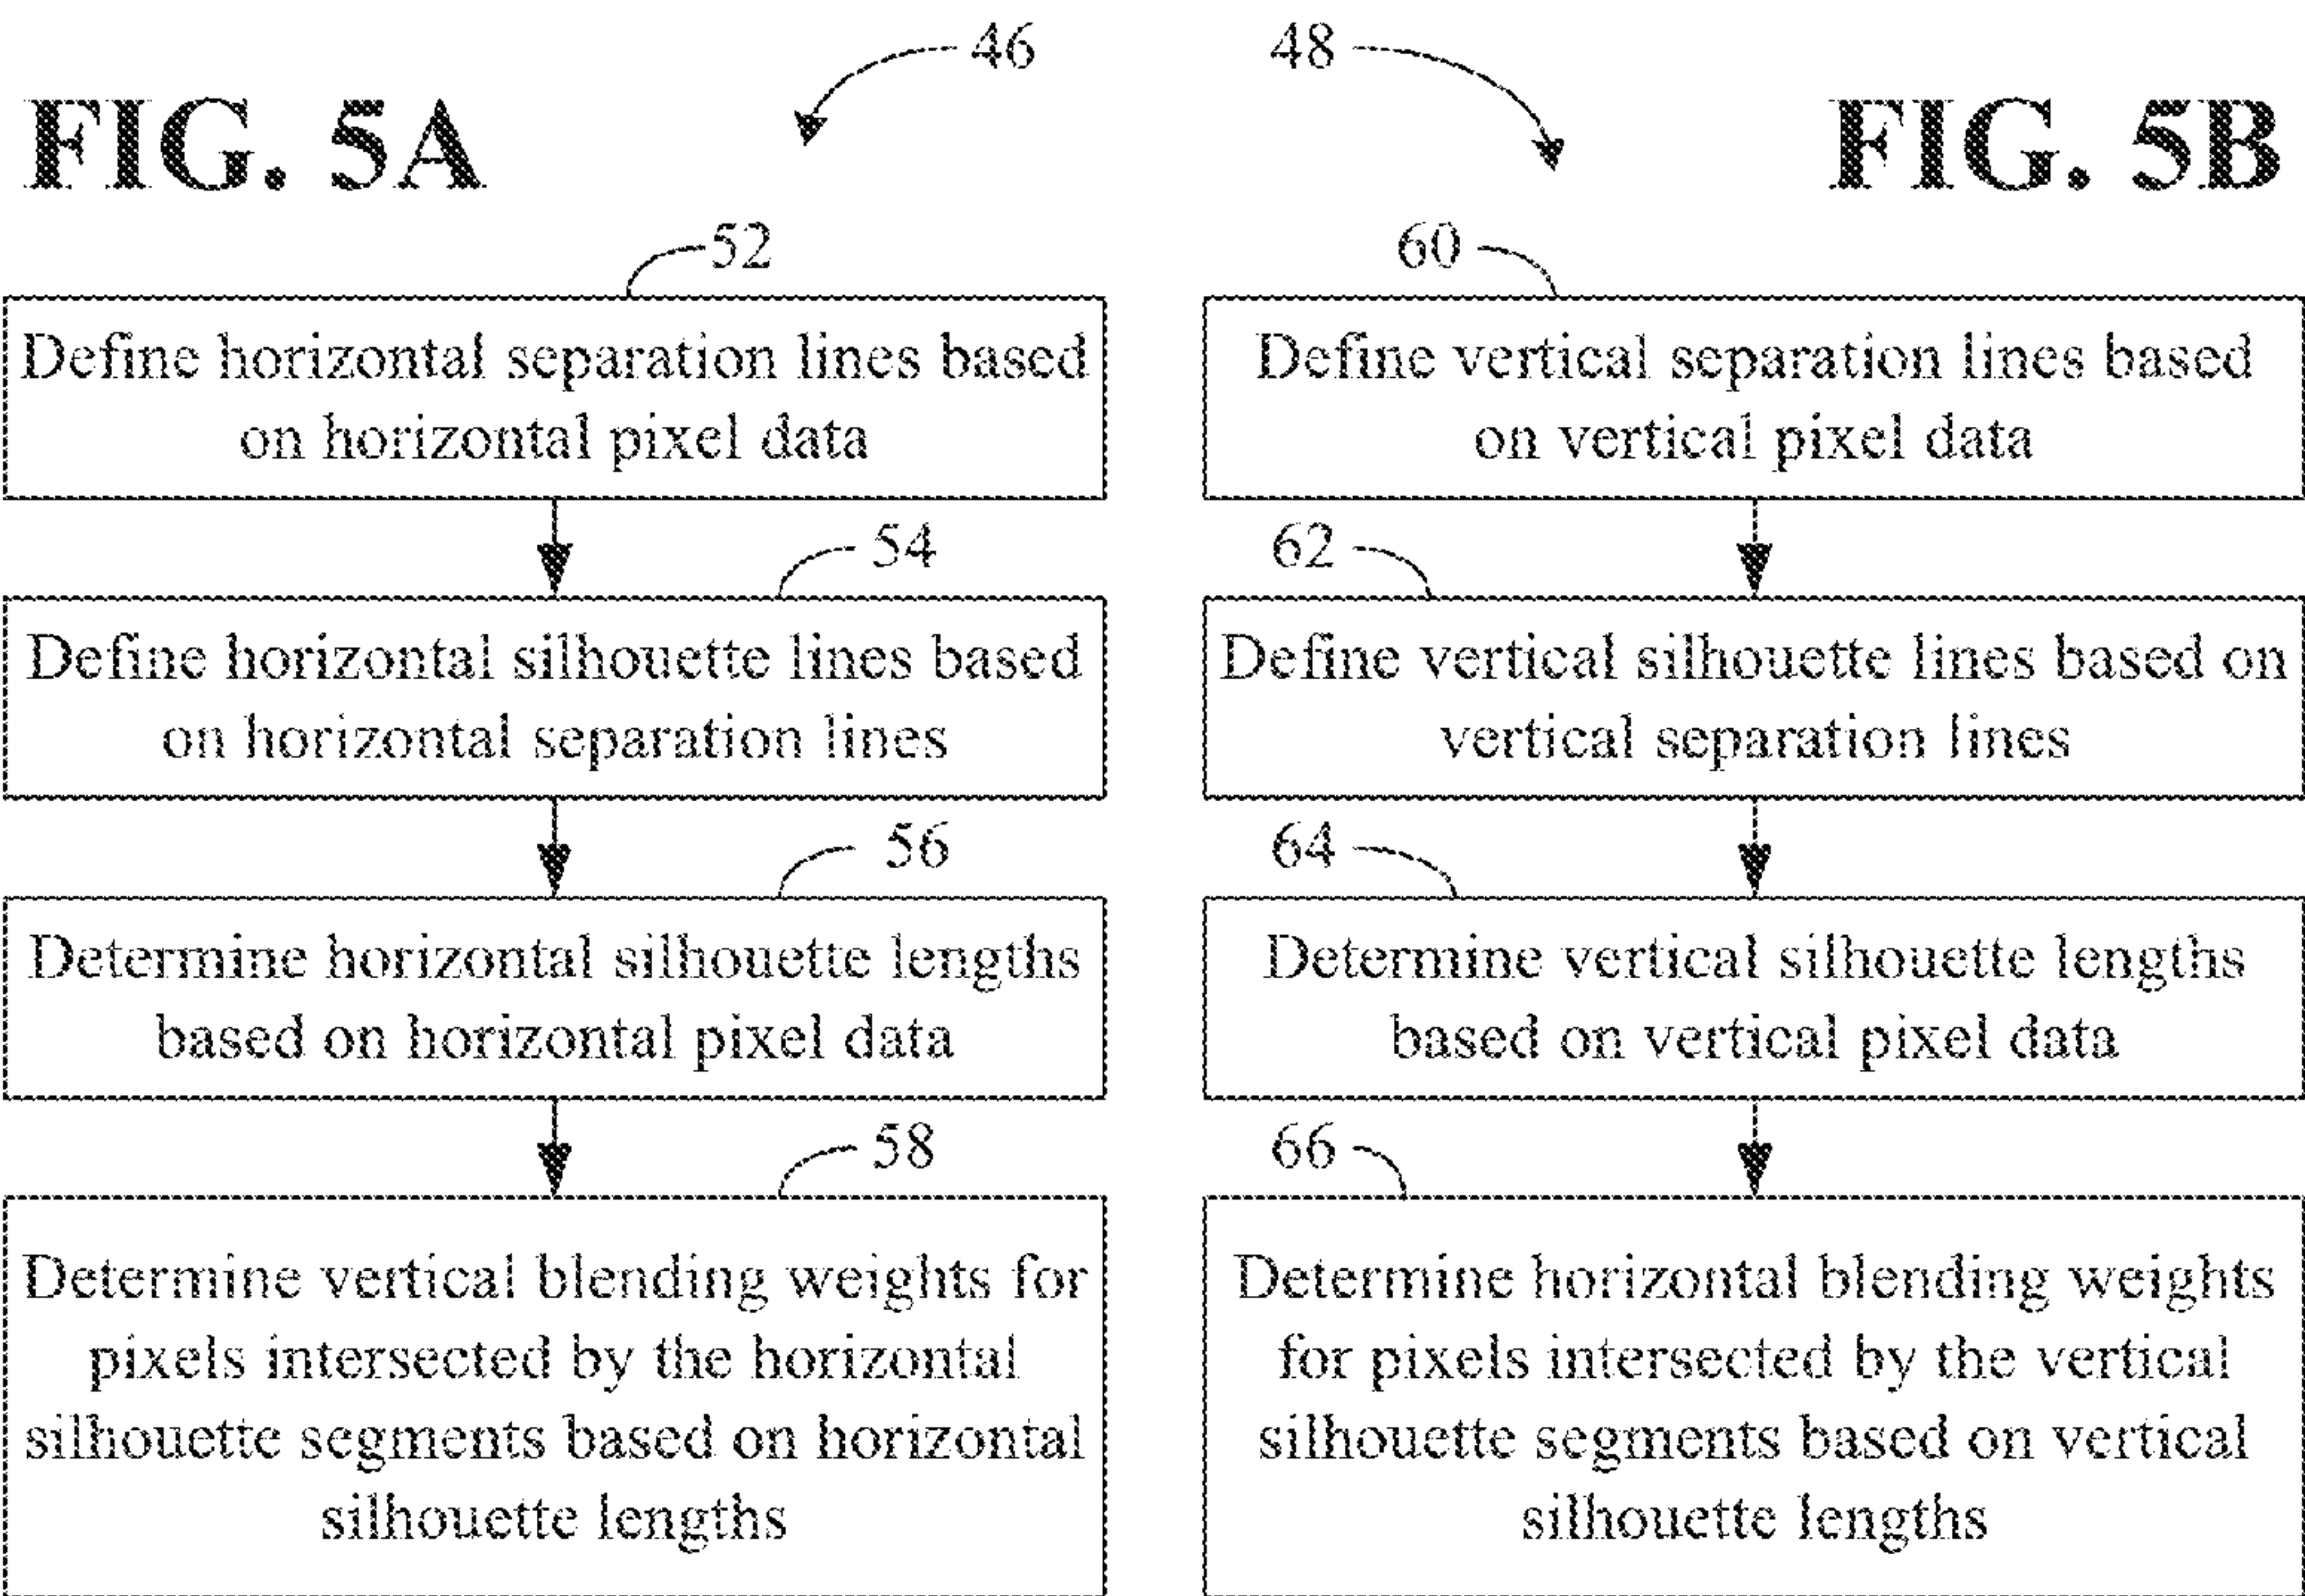 46
FIG. 5A
52
Define horizontal separation lines based
on horizontal pixel data
54
Define horizontal silhouette lines based
on horizontal separation lines
56
Determine horizontal silhouette lengths
based on horizontal pixel data
58
Determine vertical blending weights for
pixels intersected by the horizontal
silhouette segments based on horizontal
silhouette lengths
48
FIG. 5B
60
Define vertical separation lines based
on vertical pixel data
62
Define vertical silhouette lines based on
vertical separation lines
64
Determine vertical silhouette lengths
based on vertical pixel data
66
Determine horizontal blending weights
for pixels intersected by the vertical
silhouette segments based on vertical
silhouette lengths